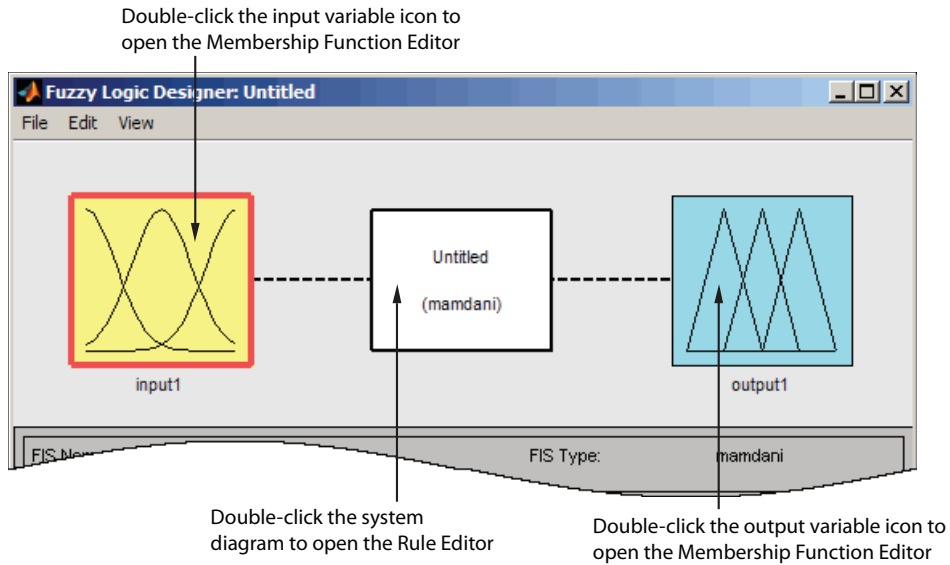 Double-click the input variable icon to
open the Membership Function Editor
Fuzzy Logic Designer: Untitled
File Edit View
Untitled
(mamdani)
input1
output1
FIS Type: mamdani
Double-click the system
diagram to open the Rule Editor
Double-click the output variable icon to
open the Membership Function Editor